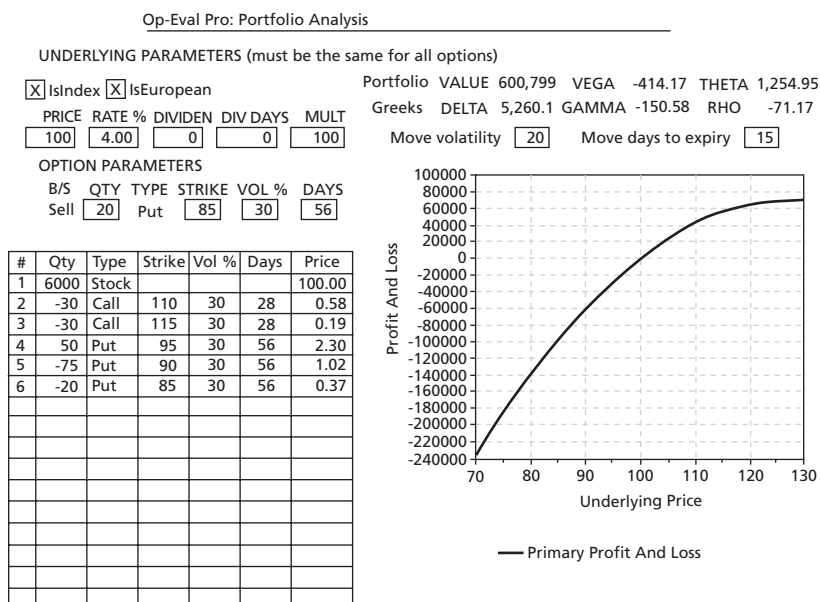 Op-Eval Pro: Portfolio Analysis
UNDERLYING PARAMETERS (must be the same for all options)
X IsIndex X IsEuropean
PRICE RATE % DIVIDEN DIV DAYS MULT
100 4.00 0 0 100
OPTION PARAMETERS
B/S QTY TYPE STRIKE VOL % DAYS
Sell 20 Put 85 30 56
Portfolio VALUE 600,799 VEGA -414.17 THETA 1,254.95
Greeks DELTA 5,260.1 GAMMA -150.58 RHO -71.17
Move volatility 20 Move days to expiry 15
# Qty Type Strike Vol % Days Price
1 6000 Stock 100.00
2 -30 Call 110 30 28 0.58
3 -30 Call 115 30 28 0.19
4 50 Put 95 30 56 2.30
5 -75 Put 90 30 56 1.02
6 -20 Put 85 30 56 0.37
Profit And Loss
100000
80000
60000
40000
20000
0
-20000
-40000
-60000
-80000
-100000
-120000
-140000
-160000
-180000
-200000
-220000
-240000
70 80 90 100 110 120 130
Underlying Price
Primary Profit And Loss